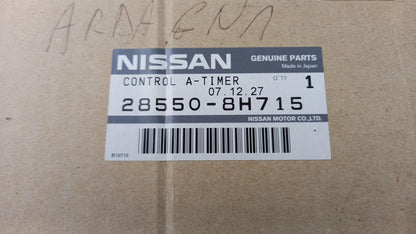 NISSAN
GENUINE PARTS
Made in Japan
CONTROL A-TIMER
Q'TY 1
07.12.27
28550-8H715
NISSAN MOTOR CO.,LTD.